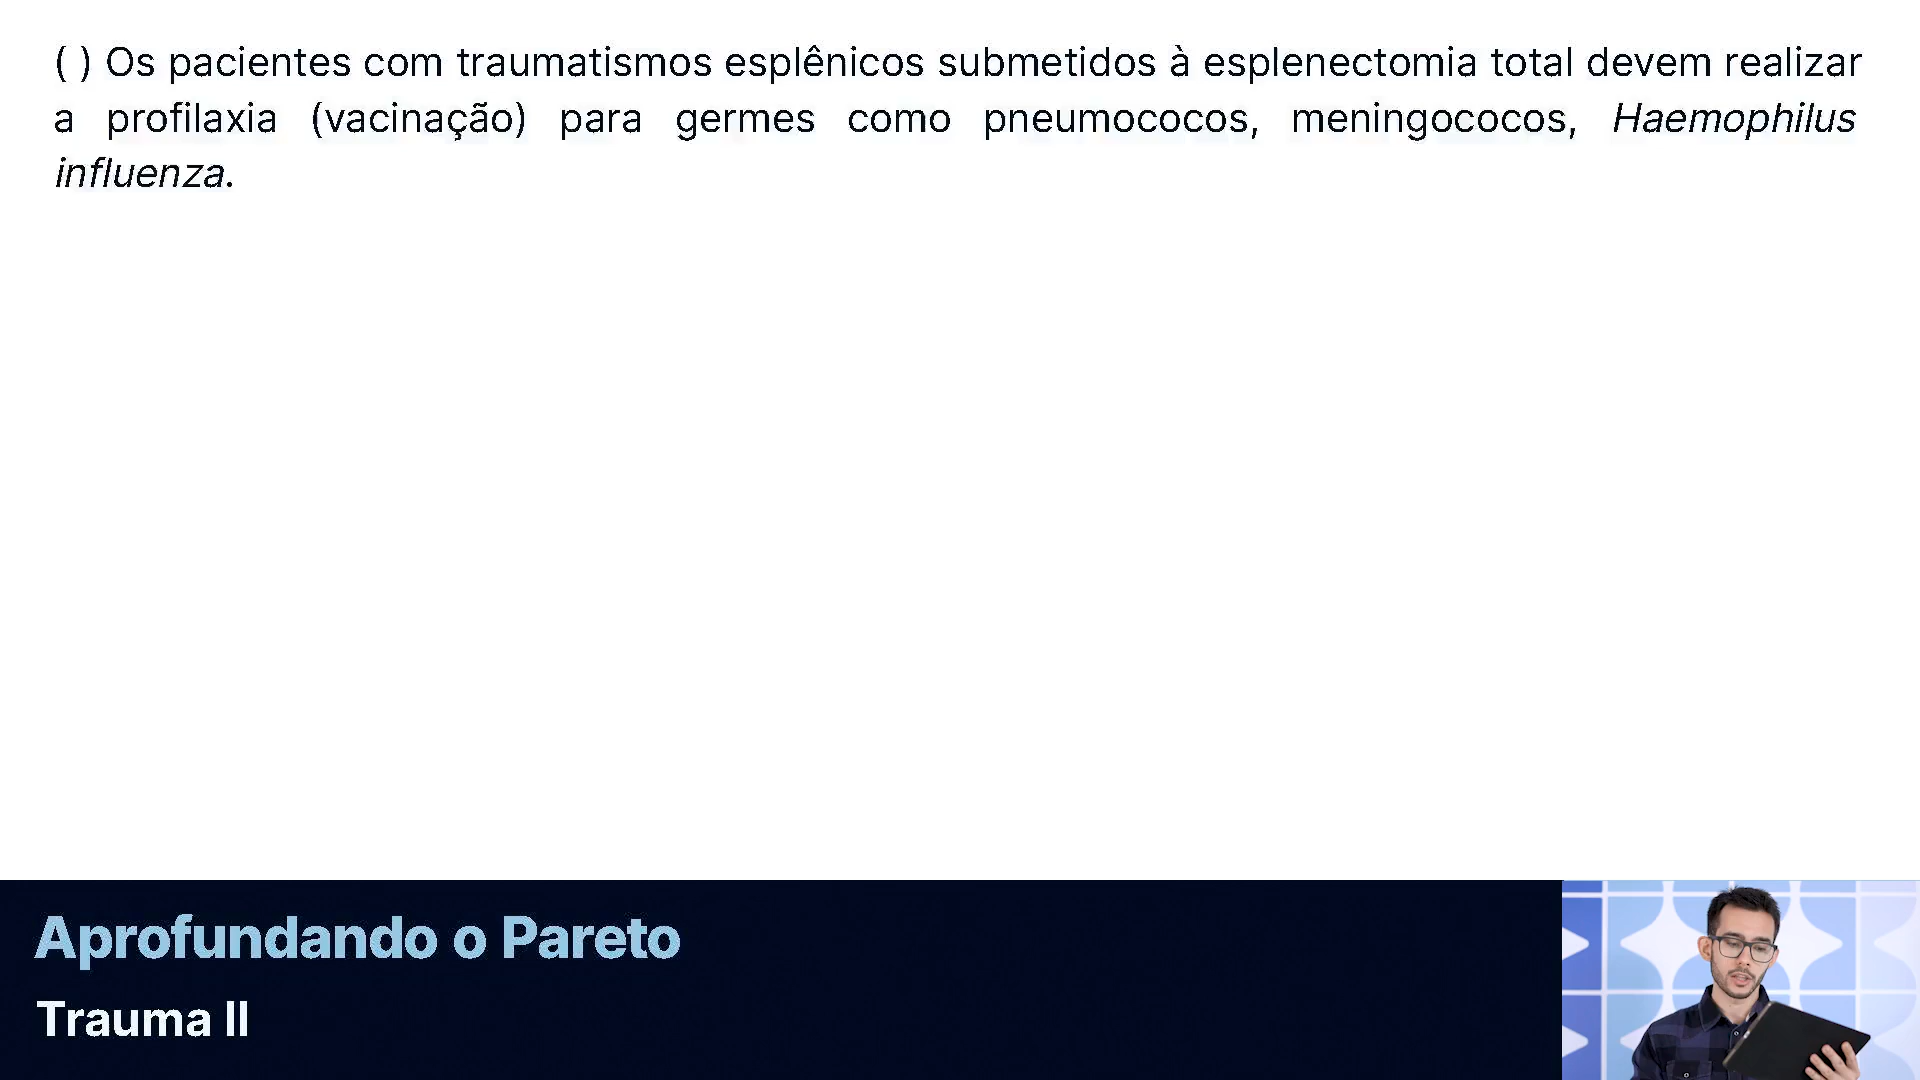 ( ) Os pacientes com traumatismos esplênicos submetidos à esplenectomia total devem realizar
a profilaxia (vacinação) para germes como pneumococos, meningococos, Haemophilus
influenza.
Aprofundando o Pareto
Trauma II